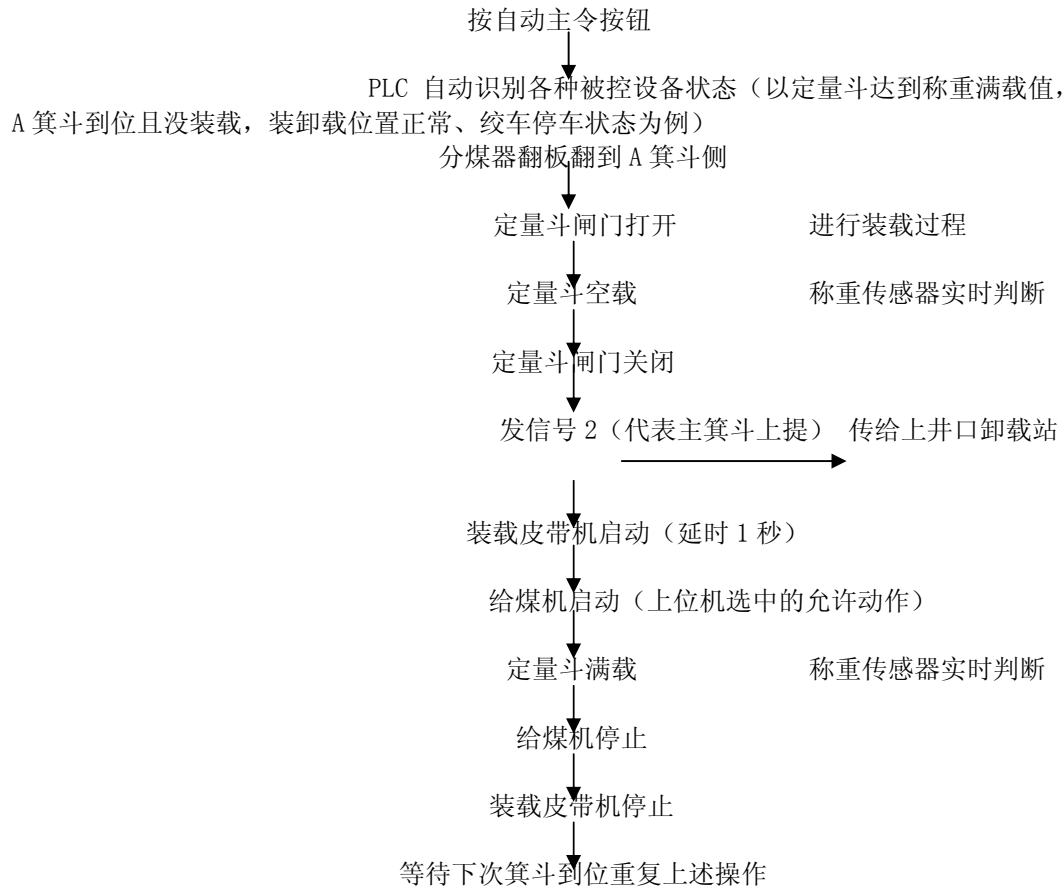 按自动主令按钮
PLC 自动识别各种被控设备状态（以定量斗达到称重满载值，
A 箕斗到位且没装载，装卸载位置正常、绞车停车状态为例）
分煤器翻板翻到 A 箕斗侧
定量斗闸门打开 进行装载过程
定量斗空载 称重传感器实时判断
定量斗闸门关闭
发信号 2（代表主箕斗上提） 传给上井口卸载站
装载皮带机启动（延时 1 秒）
给煤机启动（上位机选中的允许动作）
定量斗满载 称重传感器实时判断
给煤机停止
装载皮带机停止
等待下次箕斗到位重复上述操作